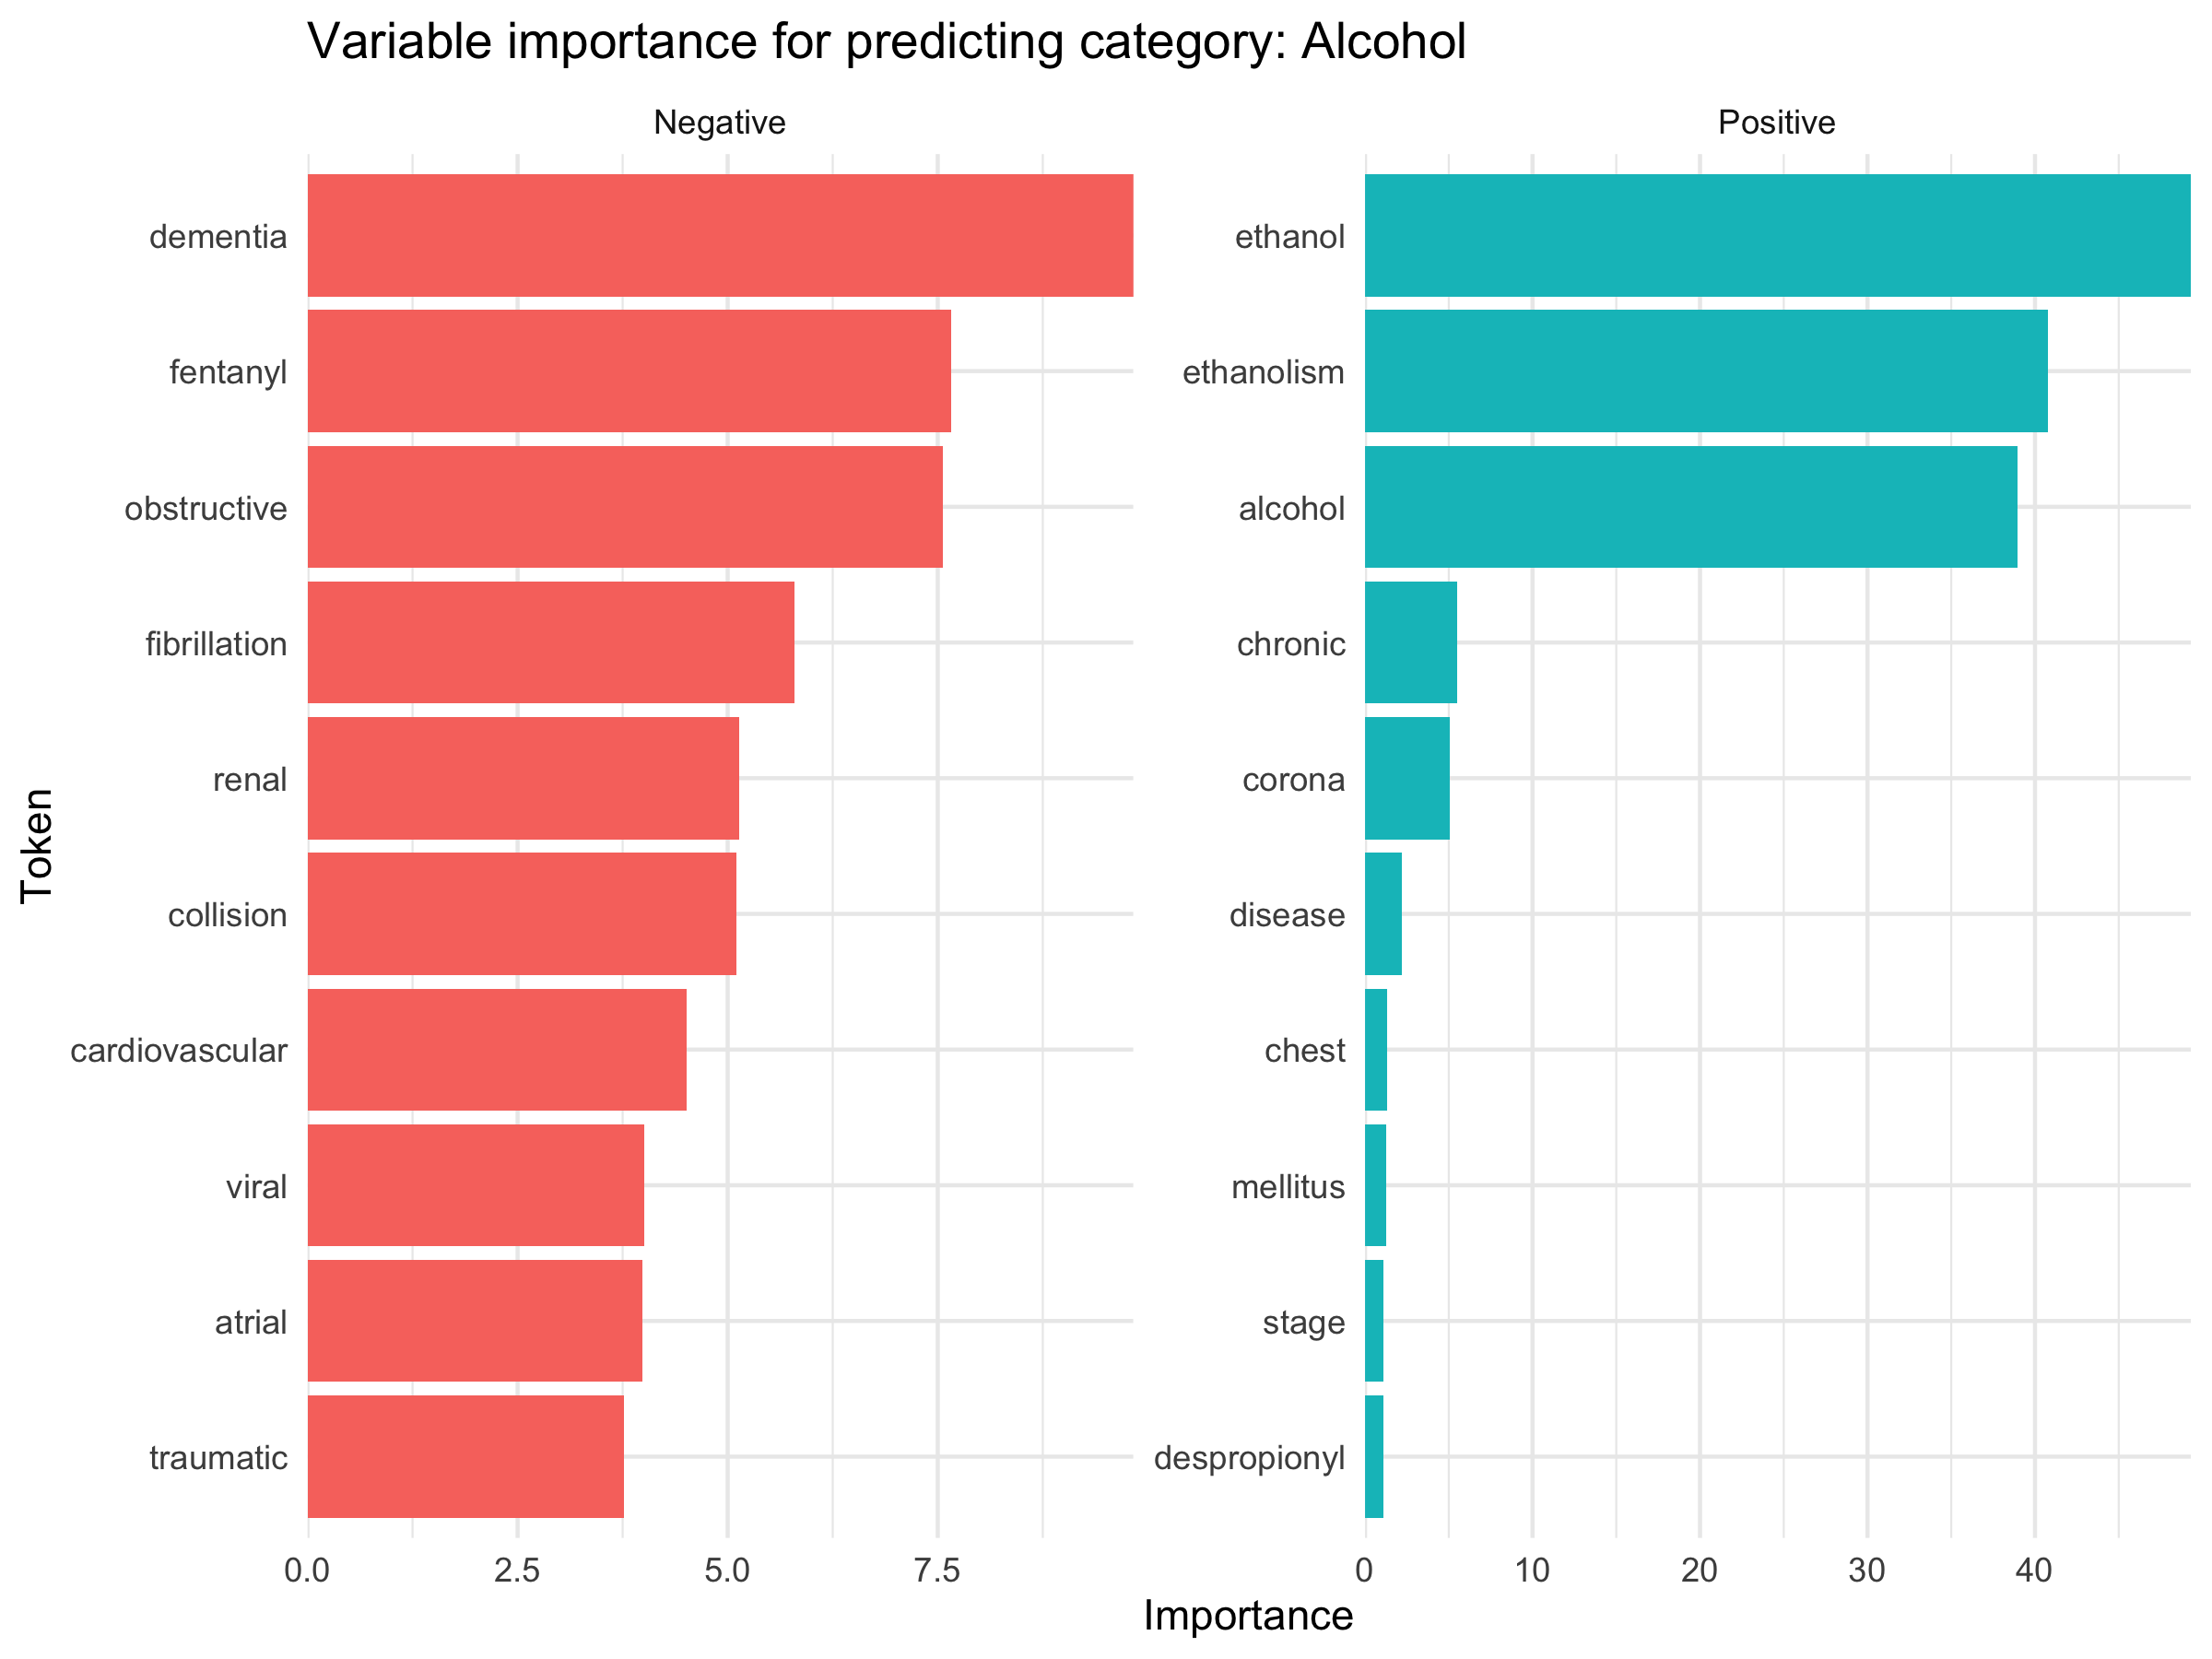 Variable importance for predicting category: Alcohol
Negative
Positive
Token
dementia
fentanyl
obstructive
fibrillation
renal
collision
cardiovascular
viral
atrial
traumatic
0.0 2.5 5.0 7.5
ethanol
ethanolism
alcohol
chronic
corona
disease
chest
mellitus
stage
despropionyl
0 10 20 30 40
Importance